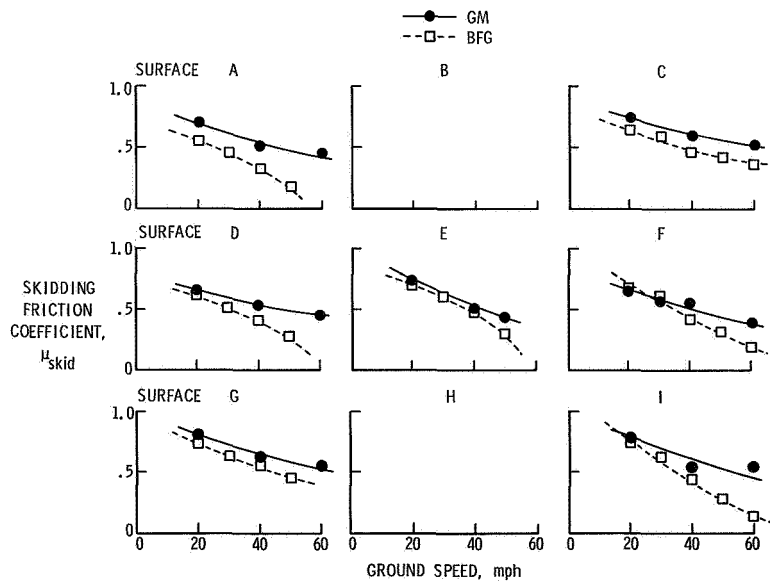 GM
BFG
SURFACE A B C
1.0
.5
0
SURFACE D E F
1.0
.5
0
SKIDDING
FRICTION
COEFFICIENT,
μskid
SURFACE G H I
1.0
.5
0
0 20 40 60 0 20 40 60 0 20 40 60
GROUND SPEED, mph